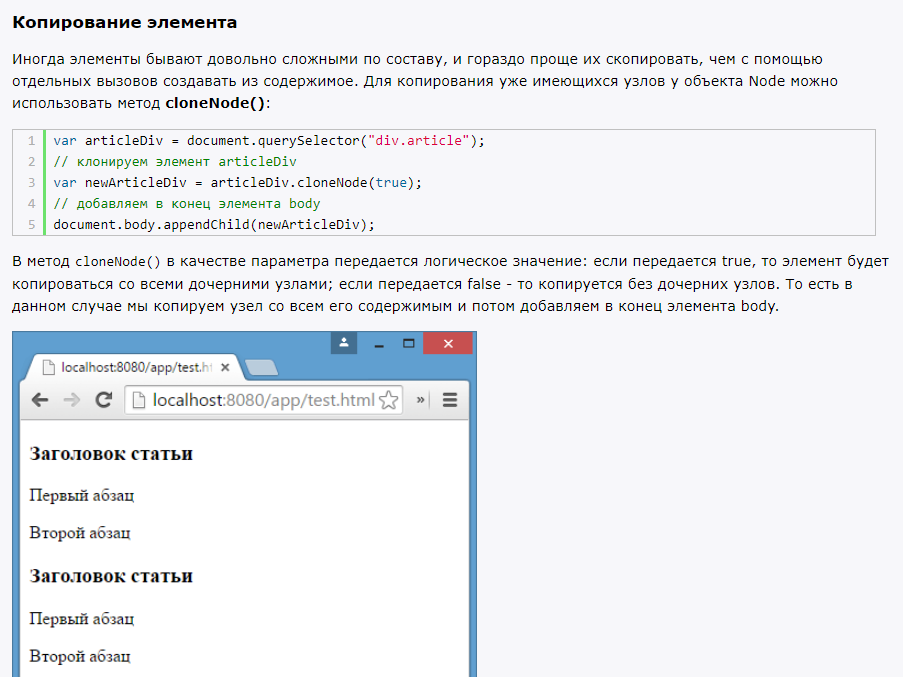 Копирование элемента
Иногда элементы бывают довольно сложными по составу, и гораздо проще их скопировать, чем с помощью
отдельных вызовов создавать из содержимое. Для копирования уже имеющихся узлов у объекта Node можно
использовать метод cloneNode():
1 var articleDiv = document.querySelector("div.article");
2 // клонируем элемент articleDiv
3 var newArticleDiv = articleDiv.cloneNode(true);
4 // добавляем в конец элемента body
5 document.body.appendChild(newArticleDiv);
В метод cloneNode() в качестве параметра передается логическое значение: если передается true, то элемент будет
копироваться со всеми дочерними узлами; если передается false - то копируется без дочерних узлов. То есть в
данном случае мы копируем узел со всем его содержимым и потом добавляем в конец элемента body.
localhost:8080/app/test.h
localhost:8080/app/test.html
Заголовок статьи
Первый абзац
Второй абзац
Заголовок статьи
Первый абзац
Второй абзац